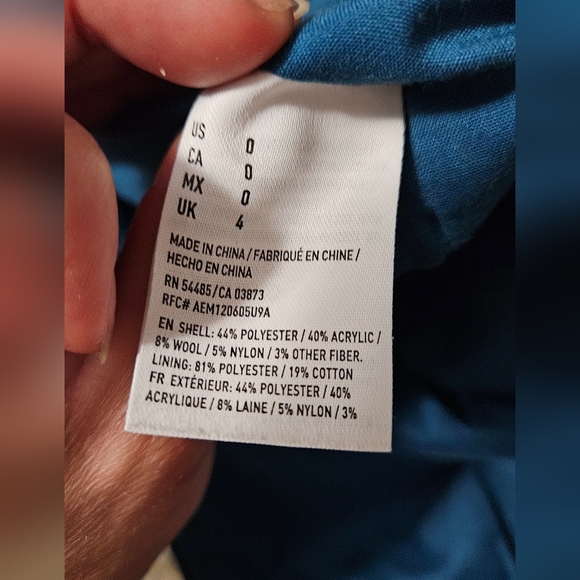 US 0
CA 0
MX 0
UK 4
MADE IN CHINA / FABRIQUÉ EN CHINE /
HECHO EN CHINA
RN 54485/CA 03873
RFC# AEM120605U9A
EN SHELL: 44% POLYESTER / 40% ACRYLIC /
8% WOOL / 5% NYLON / 3% OTHER FIBER.
LINING: 81% POLYESTER / 19% COTTON
FR EXTÉRIEUR: 44% POLYESTER / 40%
ACRYLIQUE / 8% LAINE / 5% NYLON / 3%